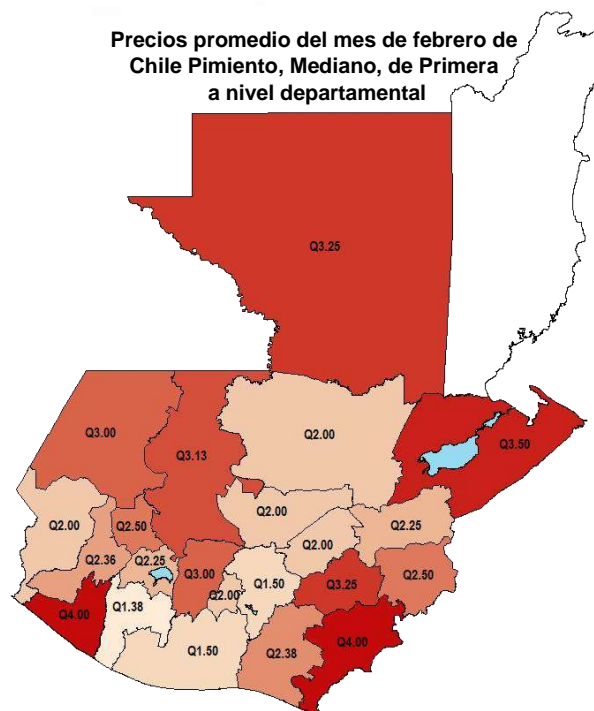 Precios promedio del mes de febrero de
Chile Pimiento, Mediano, de Primera
a nivel departamental
Q3.25
Q3.00
Q3.13
Q2.00
Q3.50
Q2.00
Q2.50
Q2.00
Q2.25
Q2.00
Q2.36
Q2.25
Q3.00
Q2.00
Q1.50
Q3.25
Q2.50
Q4.00
Q1.38
Q1.50
Q2.38
Q4.00